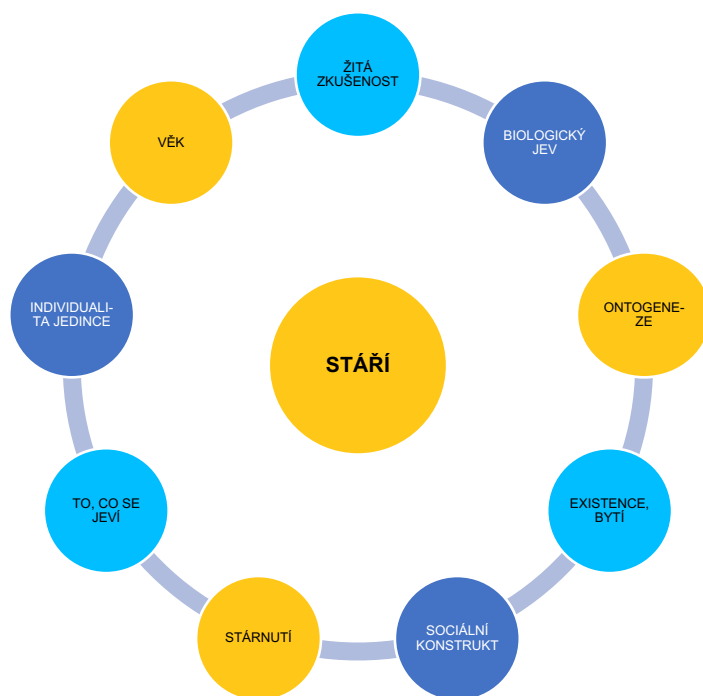 ŽITÁ
ZKUŠENOST
BIOLOGICKÝ
JEV
ONTOGENE-
ZE
EXISTENCE,
BYTÍ
SOCIÁLNÍ
KONSTRUKT
STÁRNUTÍ
TO, CO SE
JEVÍ
INDIVIDUALI-
TA JEDINCE
VĚK
STÁŘÍ